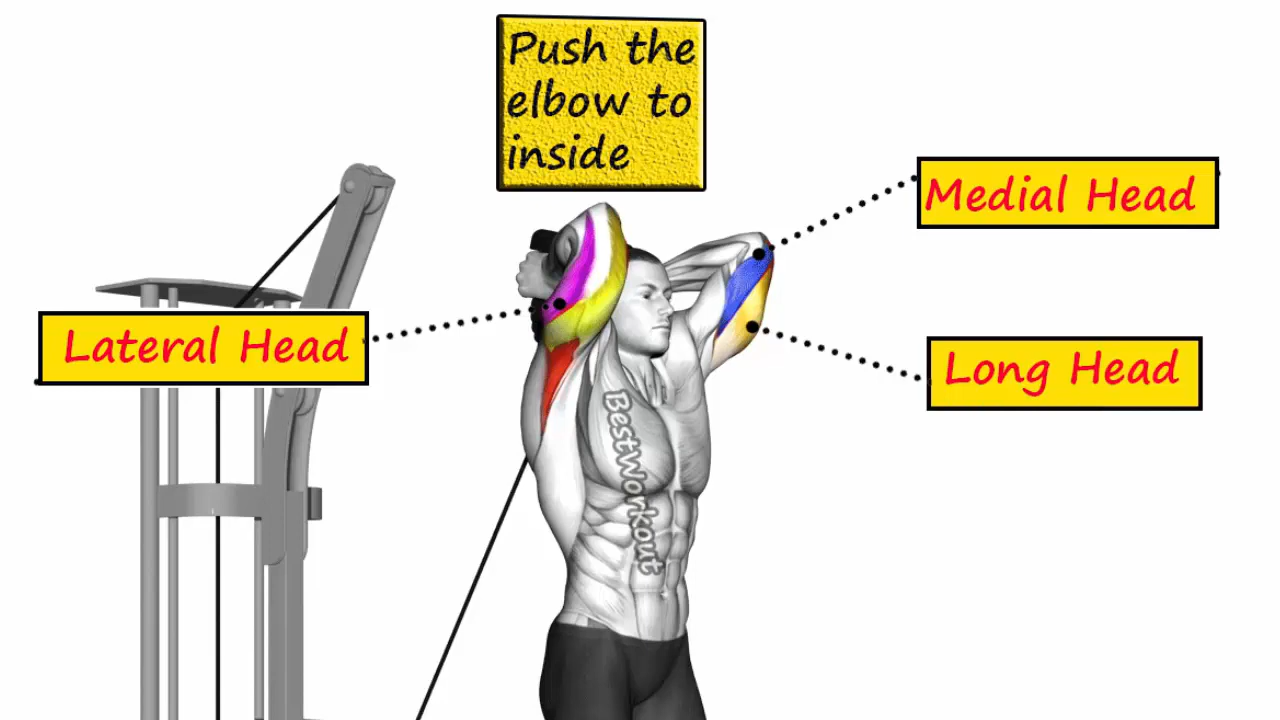 Push the
elbow to
inside
Medial Head
Lateral Head
Long Head
BestWorkout